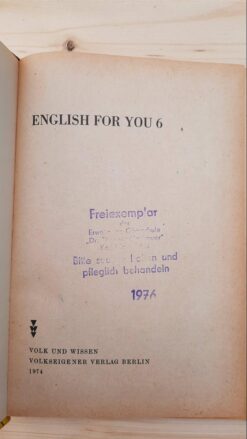 ENGLISH FOR YOU 6
Freiexemplar
Bitte
und
pfleglich behandeln
1974
VOLK UND WISSEN
VOLKSEIGENER VERLAG BERLIN
1974